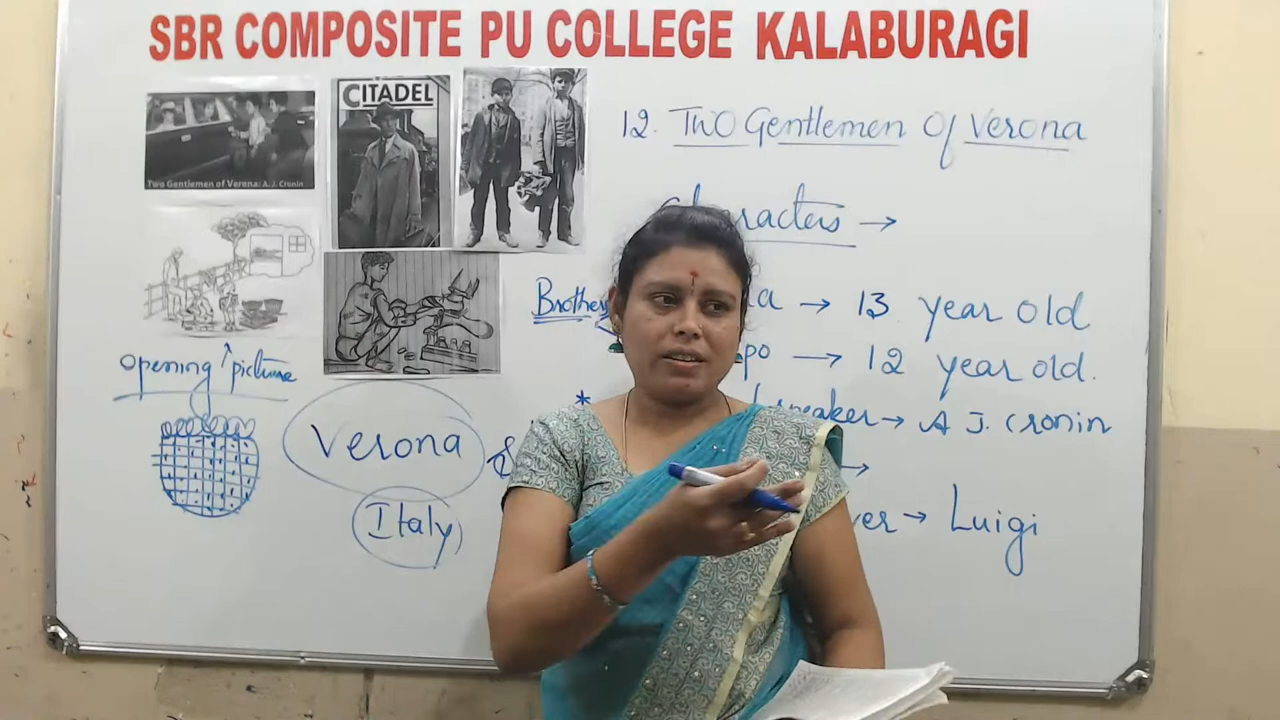 SBR COMPOSITE PU COLLEGE KALABURAGI
CITADEL
Two Gentlemen of Verona: A. J. Cronin
12. Two Gentlemen Of Verona
→
Brothers → 13 year old
→ 12 year old.
* speaker → A J. Cronin
opening picture
Verona
→
Italy
→ Luigi